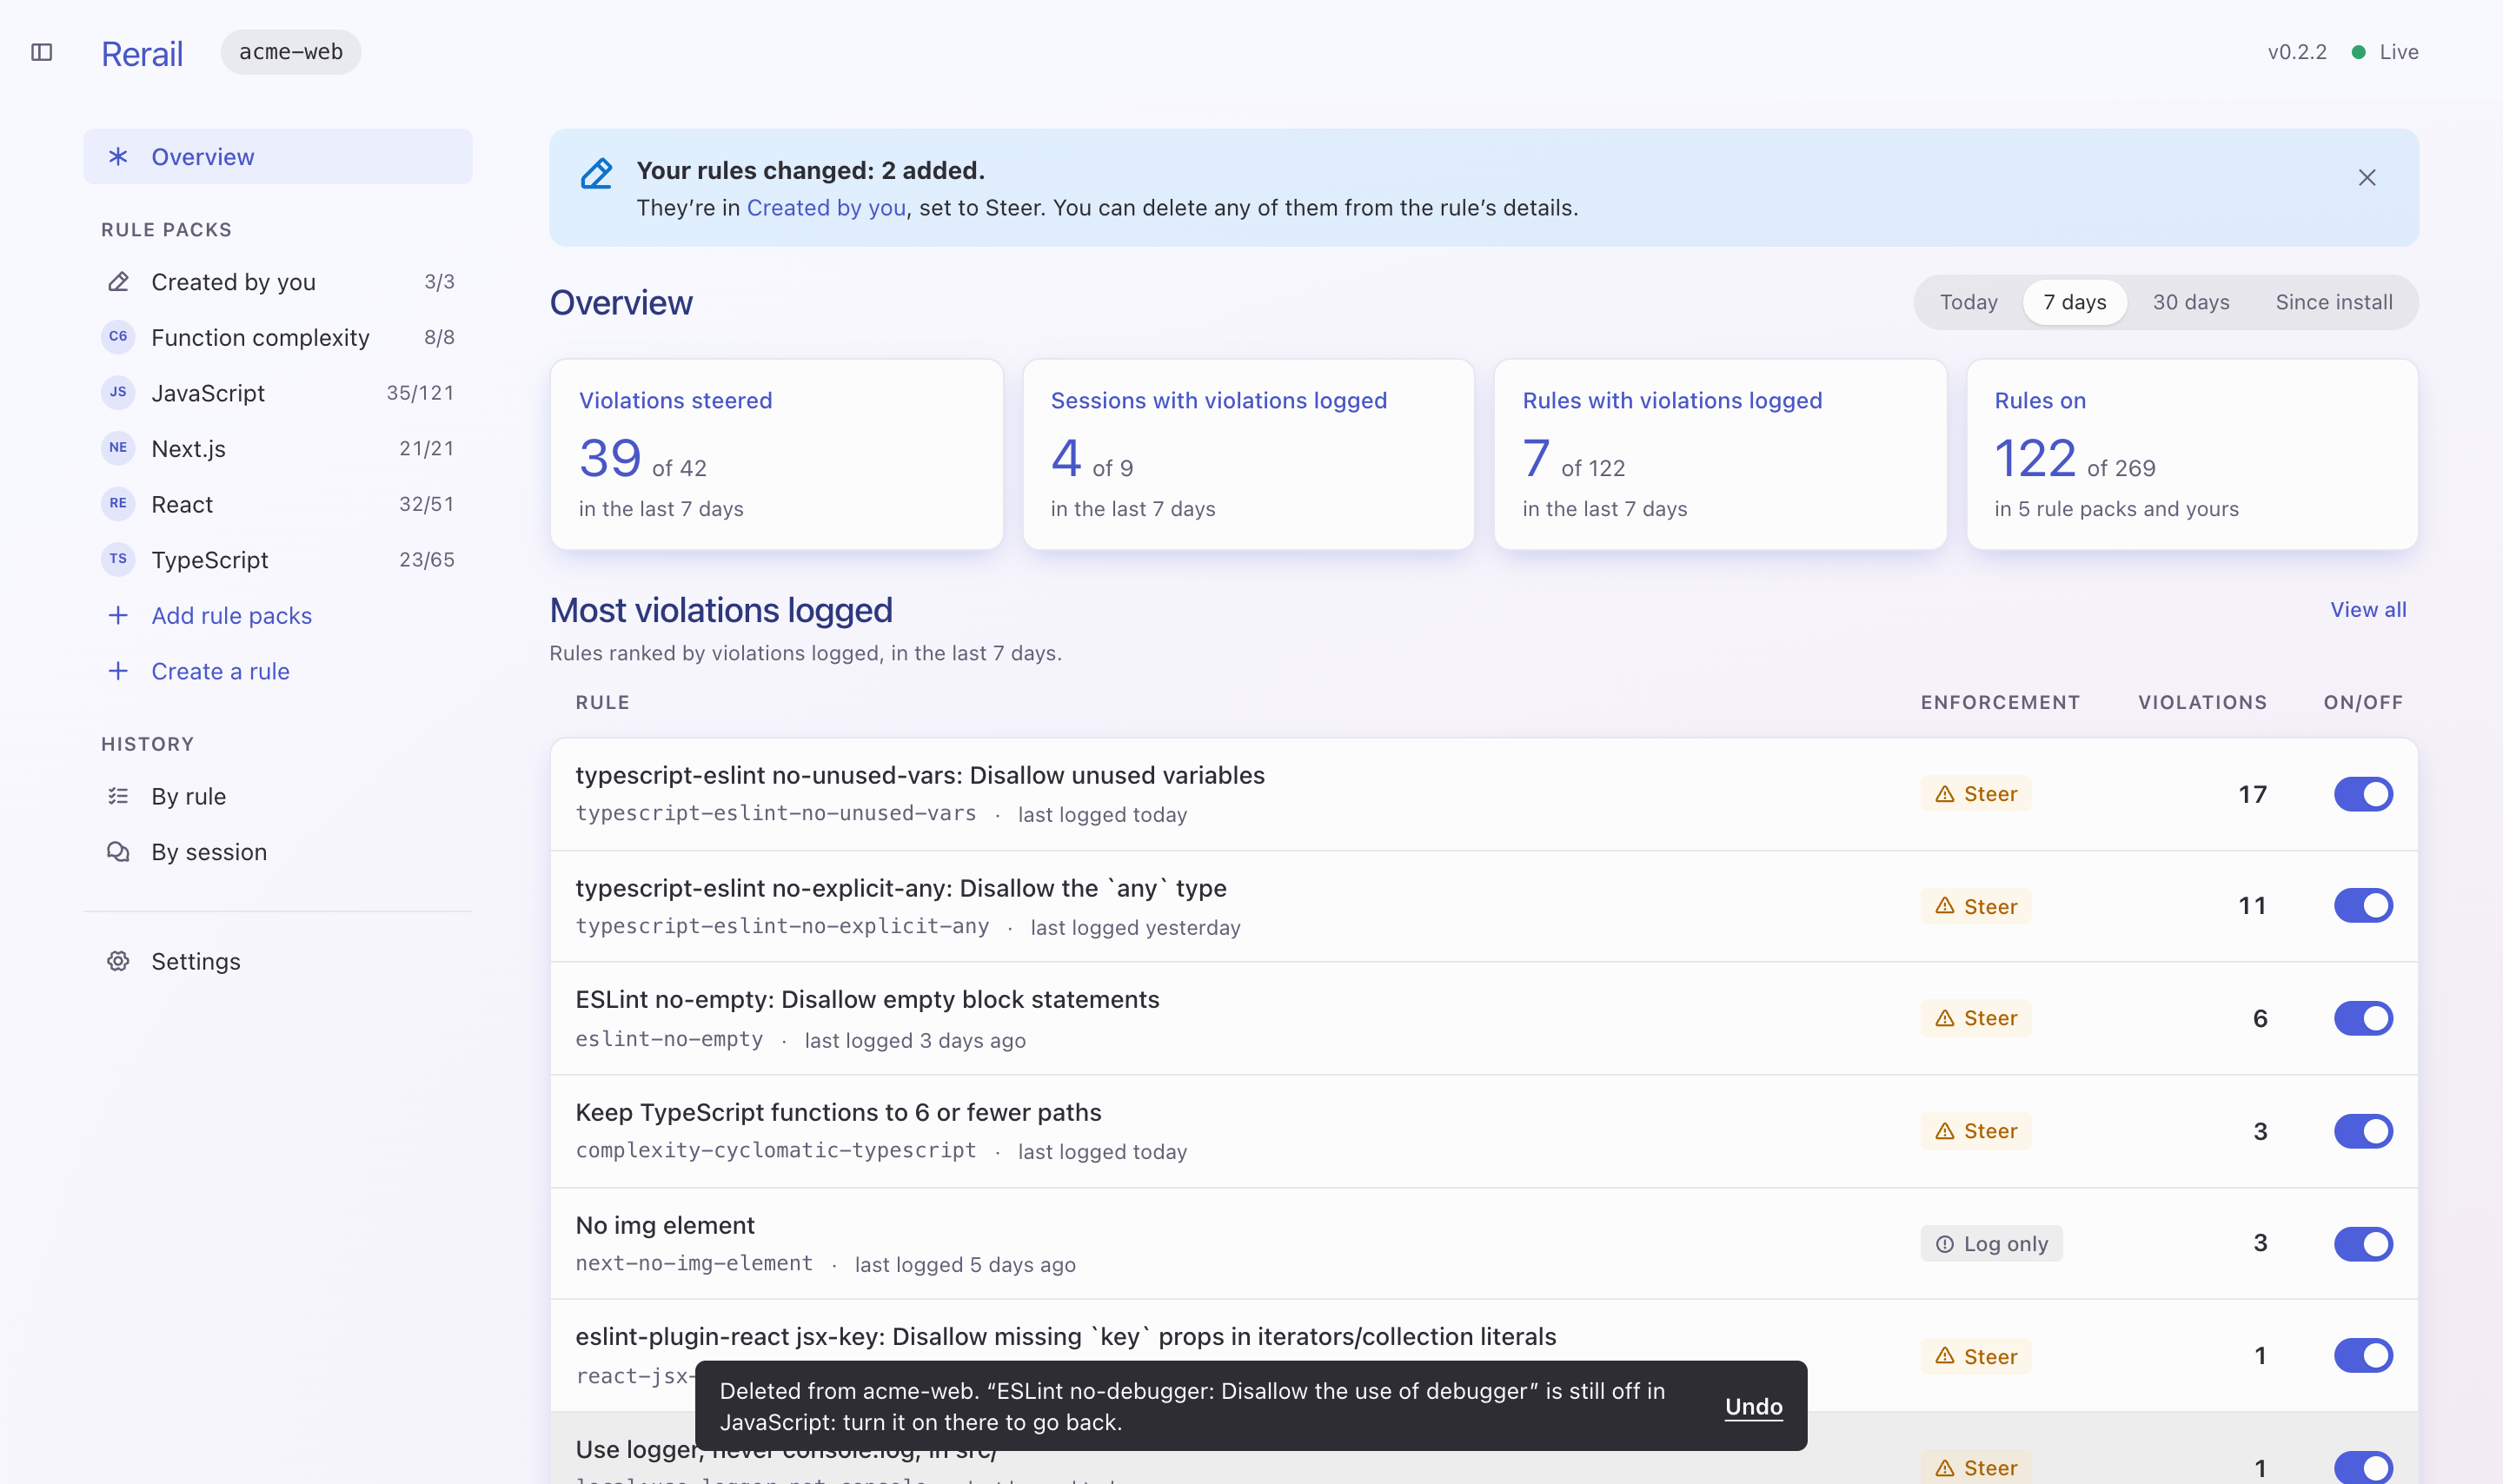 Rerail
acme-web
v0.2.2
Live
Overview
RULE PACKS
Created by you 3/3
C6 Function complexity 8/8
JS JavaScript 35/121
NE Next.js 21/21
RE React 32/51
TS TypeScript 23/65
Add rule packs
Create a rule
HISTORY
By rule
By session
Settings
Your rules changed: 2 added.
They’re in Created by you, set to Steer. You can delete any of them from the rule’s details.
Overview
Today 7 days 30 days Since install
Violations steered
39 of 42
in the last 7 days
Sessions with violations logged
4 of 9
in the last 7 days
Rules with violations logged
7 of 122
in the last 7 days
Rules on
122 of 269
in 5 rule packs and yours
Most violations logged
View all
Rules ranked by violations logged, in the last 7 days.
RULE ENFORCEMENT VIOLATIONS ON/OFF
typescript-eslint no-unused-vars: Disallow unused variables
typescript-eslint-no-unused-vars · last logged today
Steer 17
typescript-eslint no-explicit-any: Disallow the `any` type
typescript-eslint-no-explicit-any · last logged yesterday
Steer 11
ESLint no-empty: Disallow empty block statements
eslint-no-empty · last logged 3 days ago
Steer 6
Keep TypeScript functions to 6 or fewer paths
complexity-cyclomatic-typescript · last logged today
Steer 3
No img element
next-no-img-element · last logged 5 days ago
Log only 3
eslint-plugin-react jsx-key: Disallow missing `key` props in iterators/collection literals
react-jsx-
Steer 1
Deleted from acme-web. “ESLint no-debugger: Disallow the use of debugger” is still off in
JavaScript: turn it on there to go back.
Undo
Use logger, never console.log, in src/
Steer 1